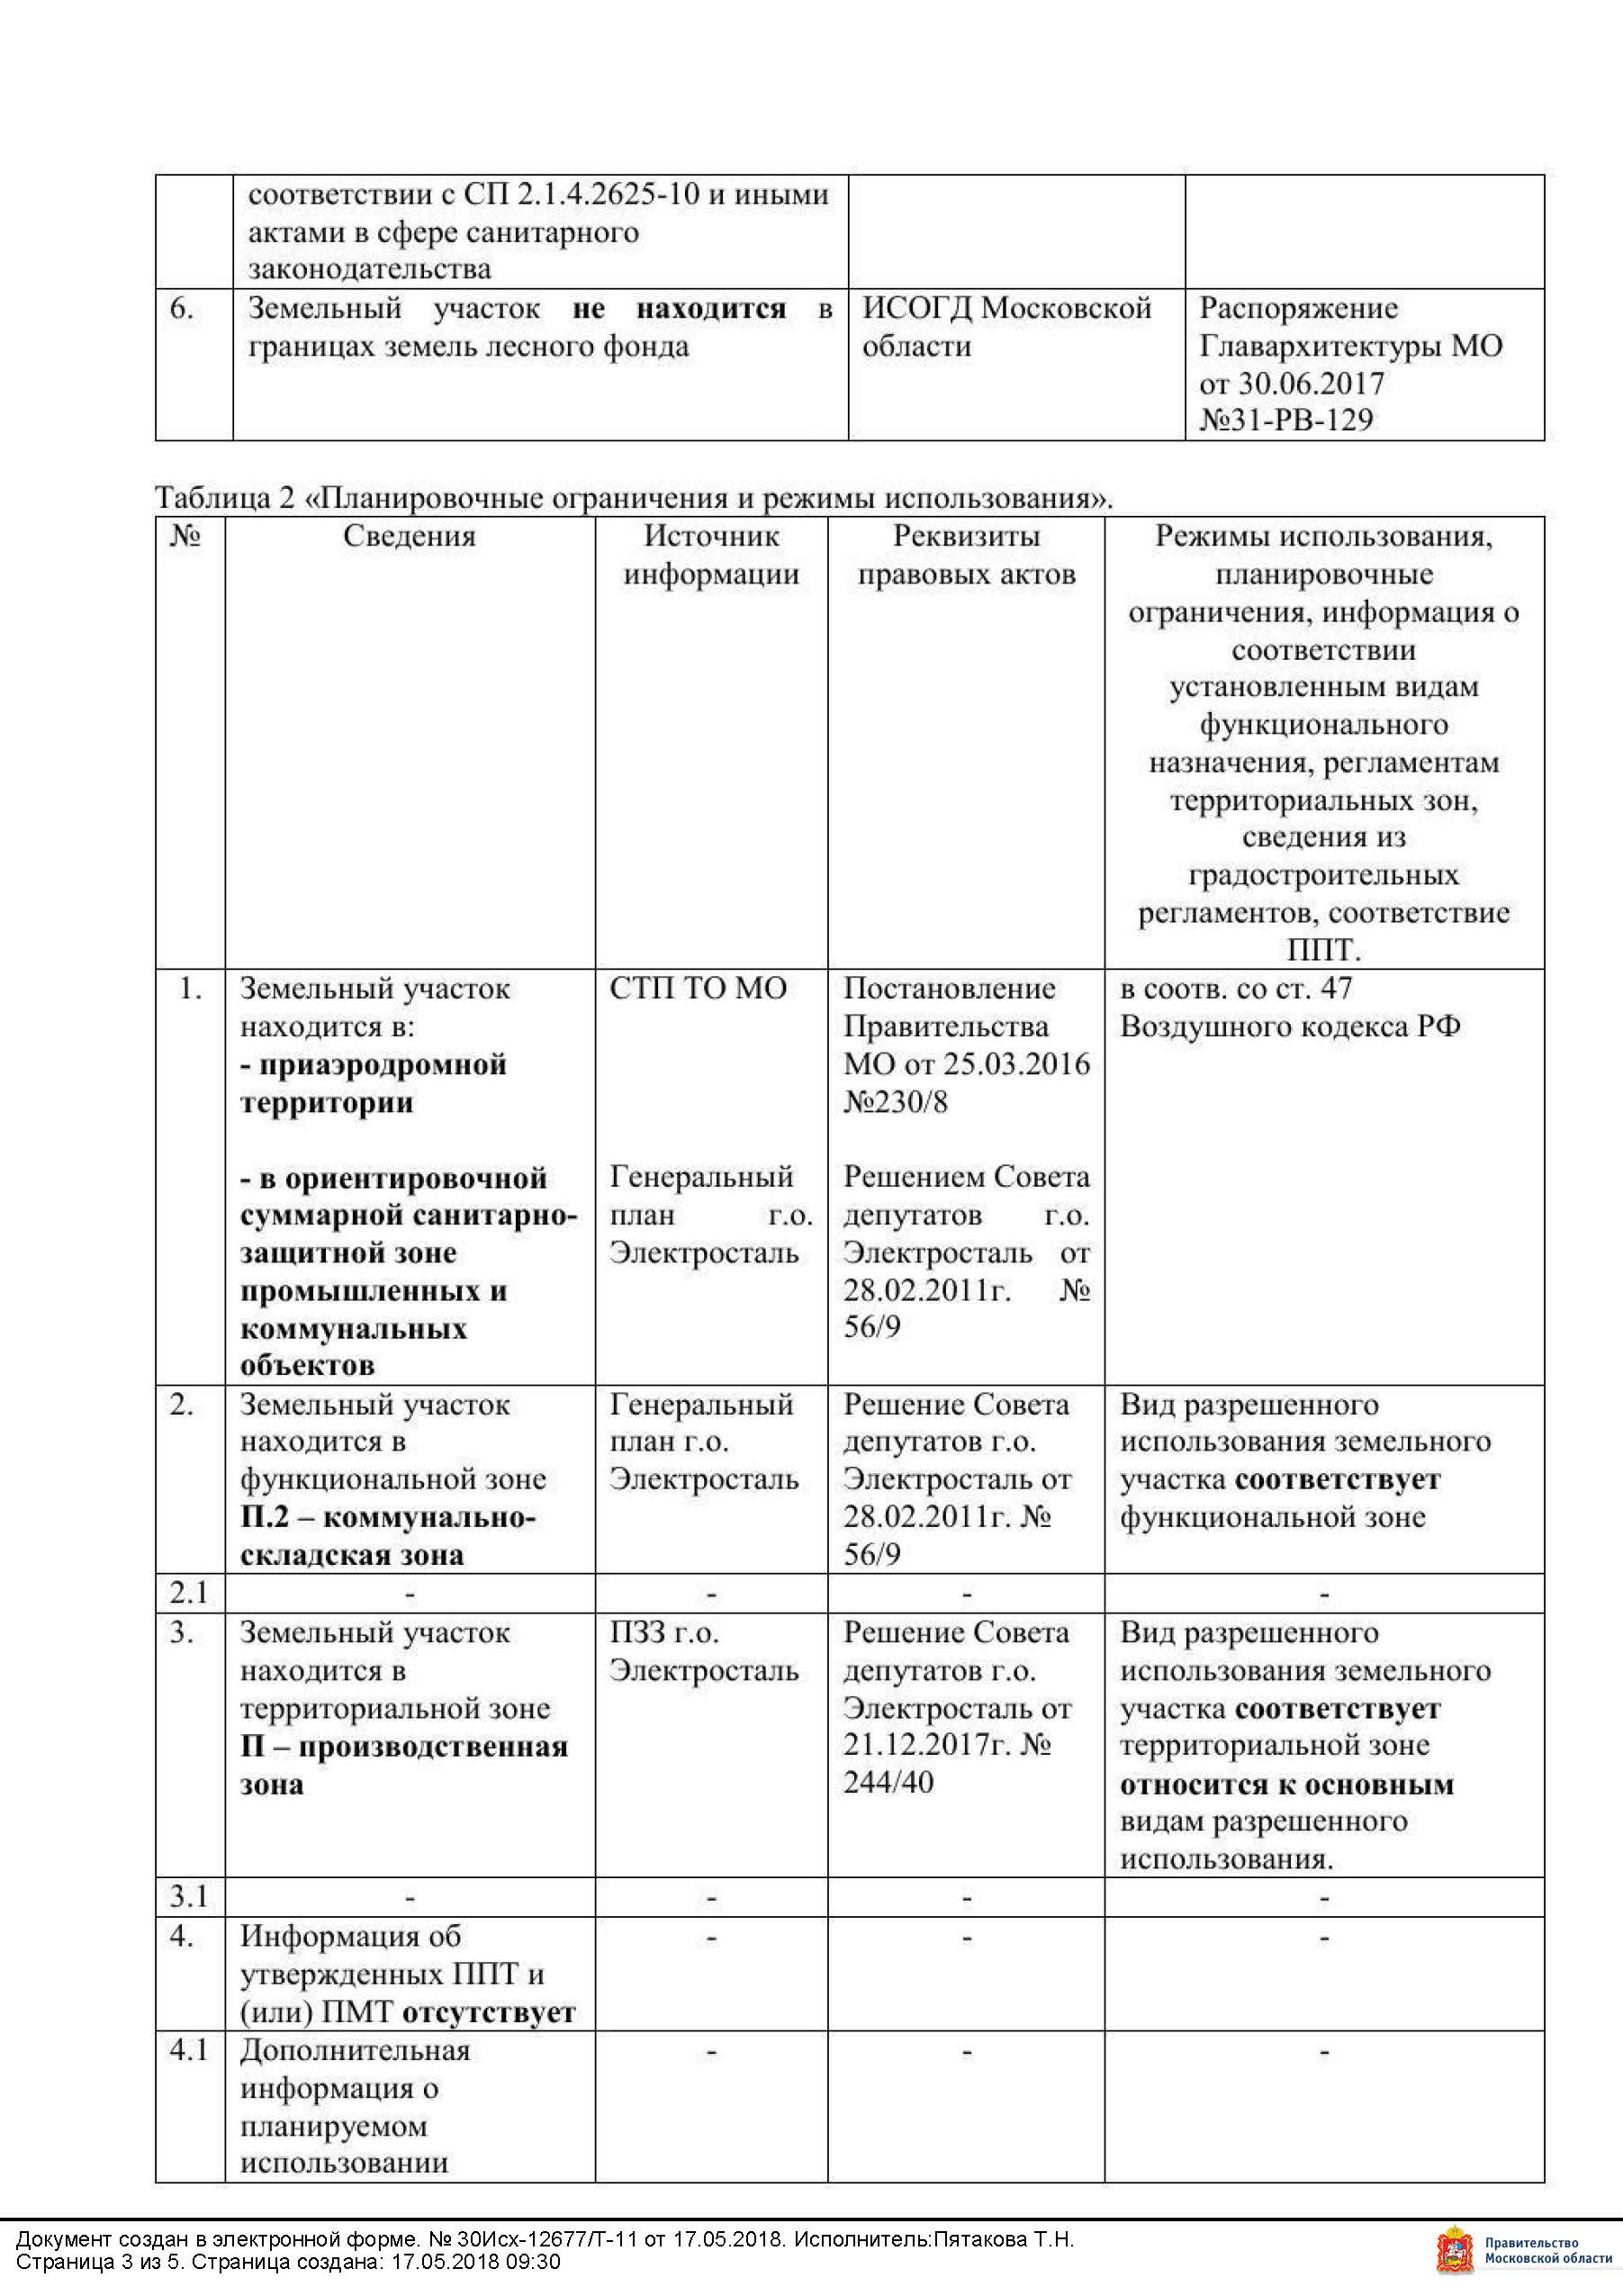 соответствии с СП 2.1.4.2625-10 и иными
актами в сфере санитарного
законодательства
6.
Земельный участок не находится в
границах земель лесного фонда
ИСОГД Московской
области
Распоряжение
Главархитектуры МО
от 30.06.2017
№31-РВ-129
Таблица 2 «Планировочные ограничения и режимы использования».
№
Сведения
Источник
информации
Реквизиты
правовых актов
Режимы использования,
планировочные
ограничения, информация о
соответствии
установленным видам
функционального
назначения, регламентам
территориальных зон,
сведения из
градостроительных
регламентов, соответствие
ППТ.
1.
Земельный участок
находится в:
- приаэродромной
территории
- в ориентировочной
суммарной санитарно-
защитной зоне
промышленных и
коммунальных
объектов
СТП ТО МО
Генеральный
план г.о.
Электросталь
Постановление
Правительства
МО от 25.03.2016
№230/8
Решением Совета
депутатов г.о.
Электросталь от
28.02.2011г. №
56/9
в соотв. со ст. 47
Воздушного кодекса РФ
2.
Земельный участок
находится в
функциональной зоне
П.2 – коммунально-
складская зона
Генеральный
план г.о.
Электросталь
Решение Совета
депутатов г.о.
Электросталь от
28.02.2011г. №
56/9
Вид разрешенного
использования земельного
участка соответствует
функциональной зоне
2.1
-
-
-
-
3.
Земельный участок
находится в
территориальной зоне
П – производственная
зона
ПЗЗ г.о.
Электросталь
Решение Совета
депутатов г.о.
Электросталь от
21.12.2017г. №
244/40
Вид разрешенного
использования земельного
участка соответствует
территориальной зоне
относится к основным
видам разрешенного
использования.
3.1
-
-
-
-
4.
Информация об
утвержденных ППТ и
(или) ПМТ отсутствует
-
-
-
4.1
Дополнительная
информация о
планируемом
использовании
-
-
-
Документ создан в электронной форме. № 30Исх-12677/Т-11 от 17.05.2018. Исполнитель:Пятакова Т.Н.
Страница 3 из 5. Страница создана: 17.05.2018 09:30
Правительство
Московской области